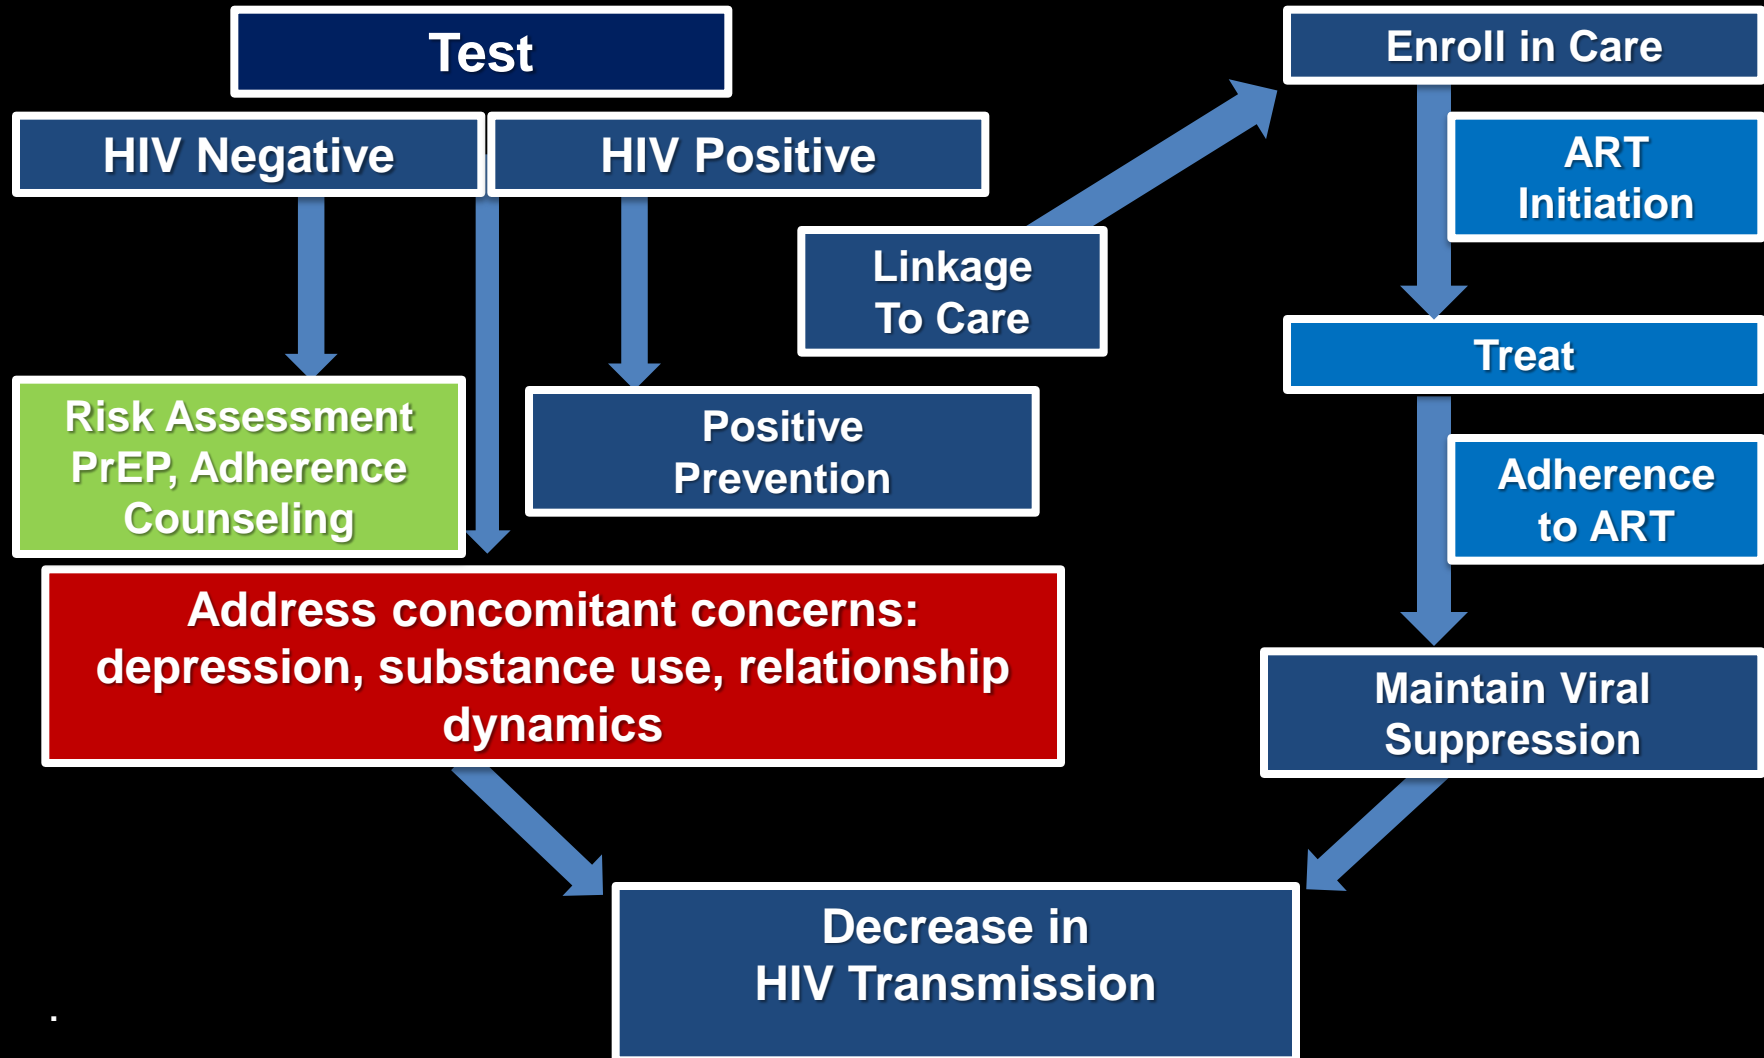 Test
HIV Negative
HIV Positive
Risk Assessment
PrEP, Adherence
Counseling
Positive
Prevention
Address concomitant concerns:
depression, substance use, relationship
dynamics
Linkage
To Care
Enroll in Care
ART
Initiation
Treat
Adherence
to ART
Maintain Viral
Suppression
Decrease in
HIV Transmission
.